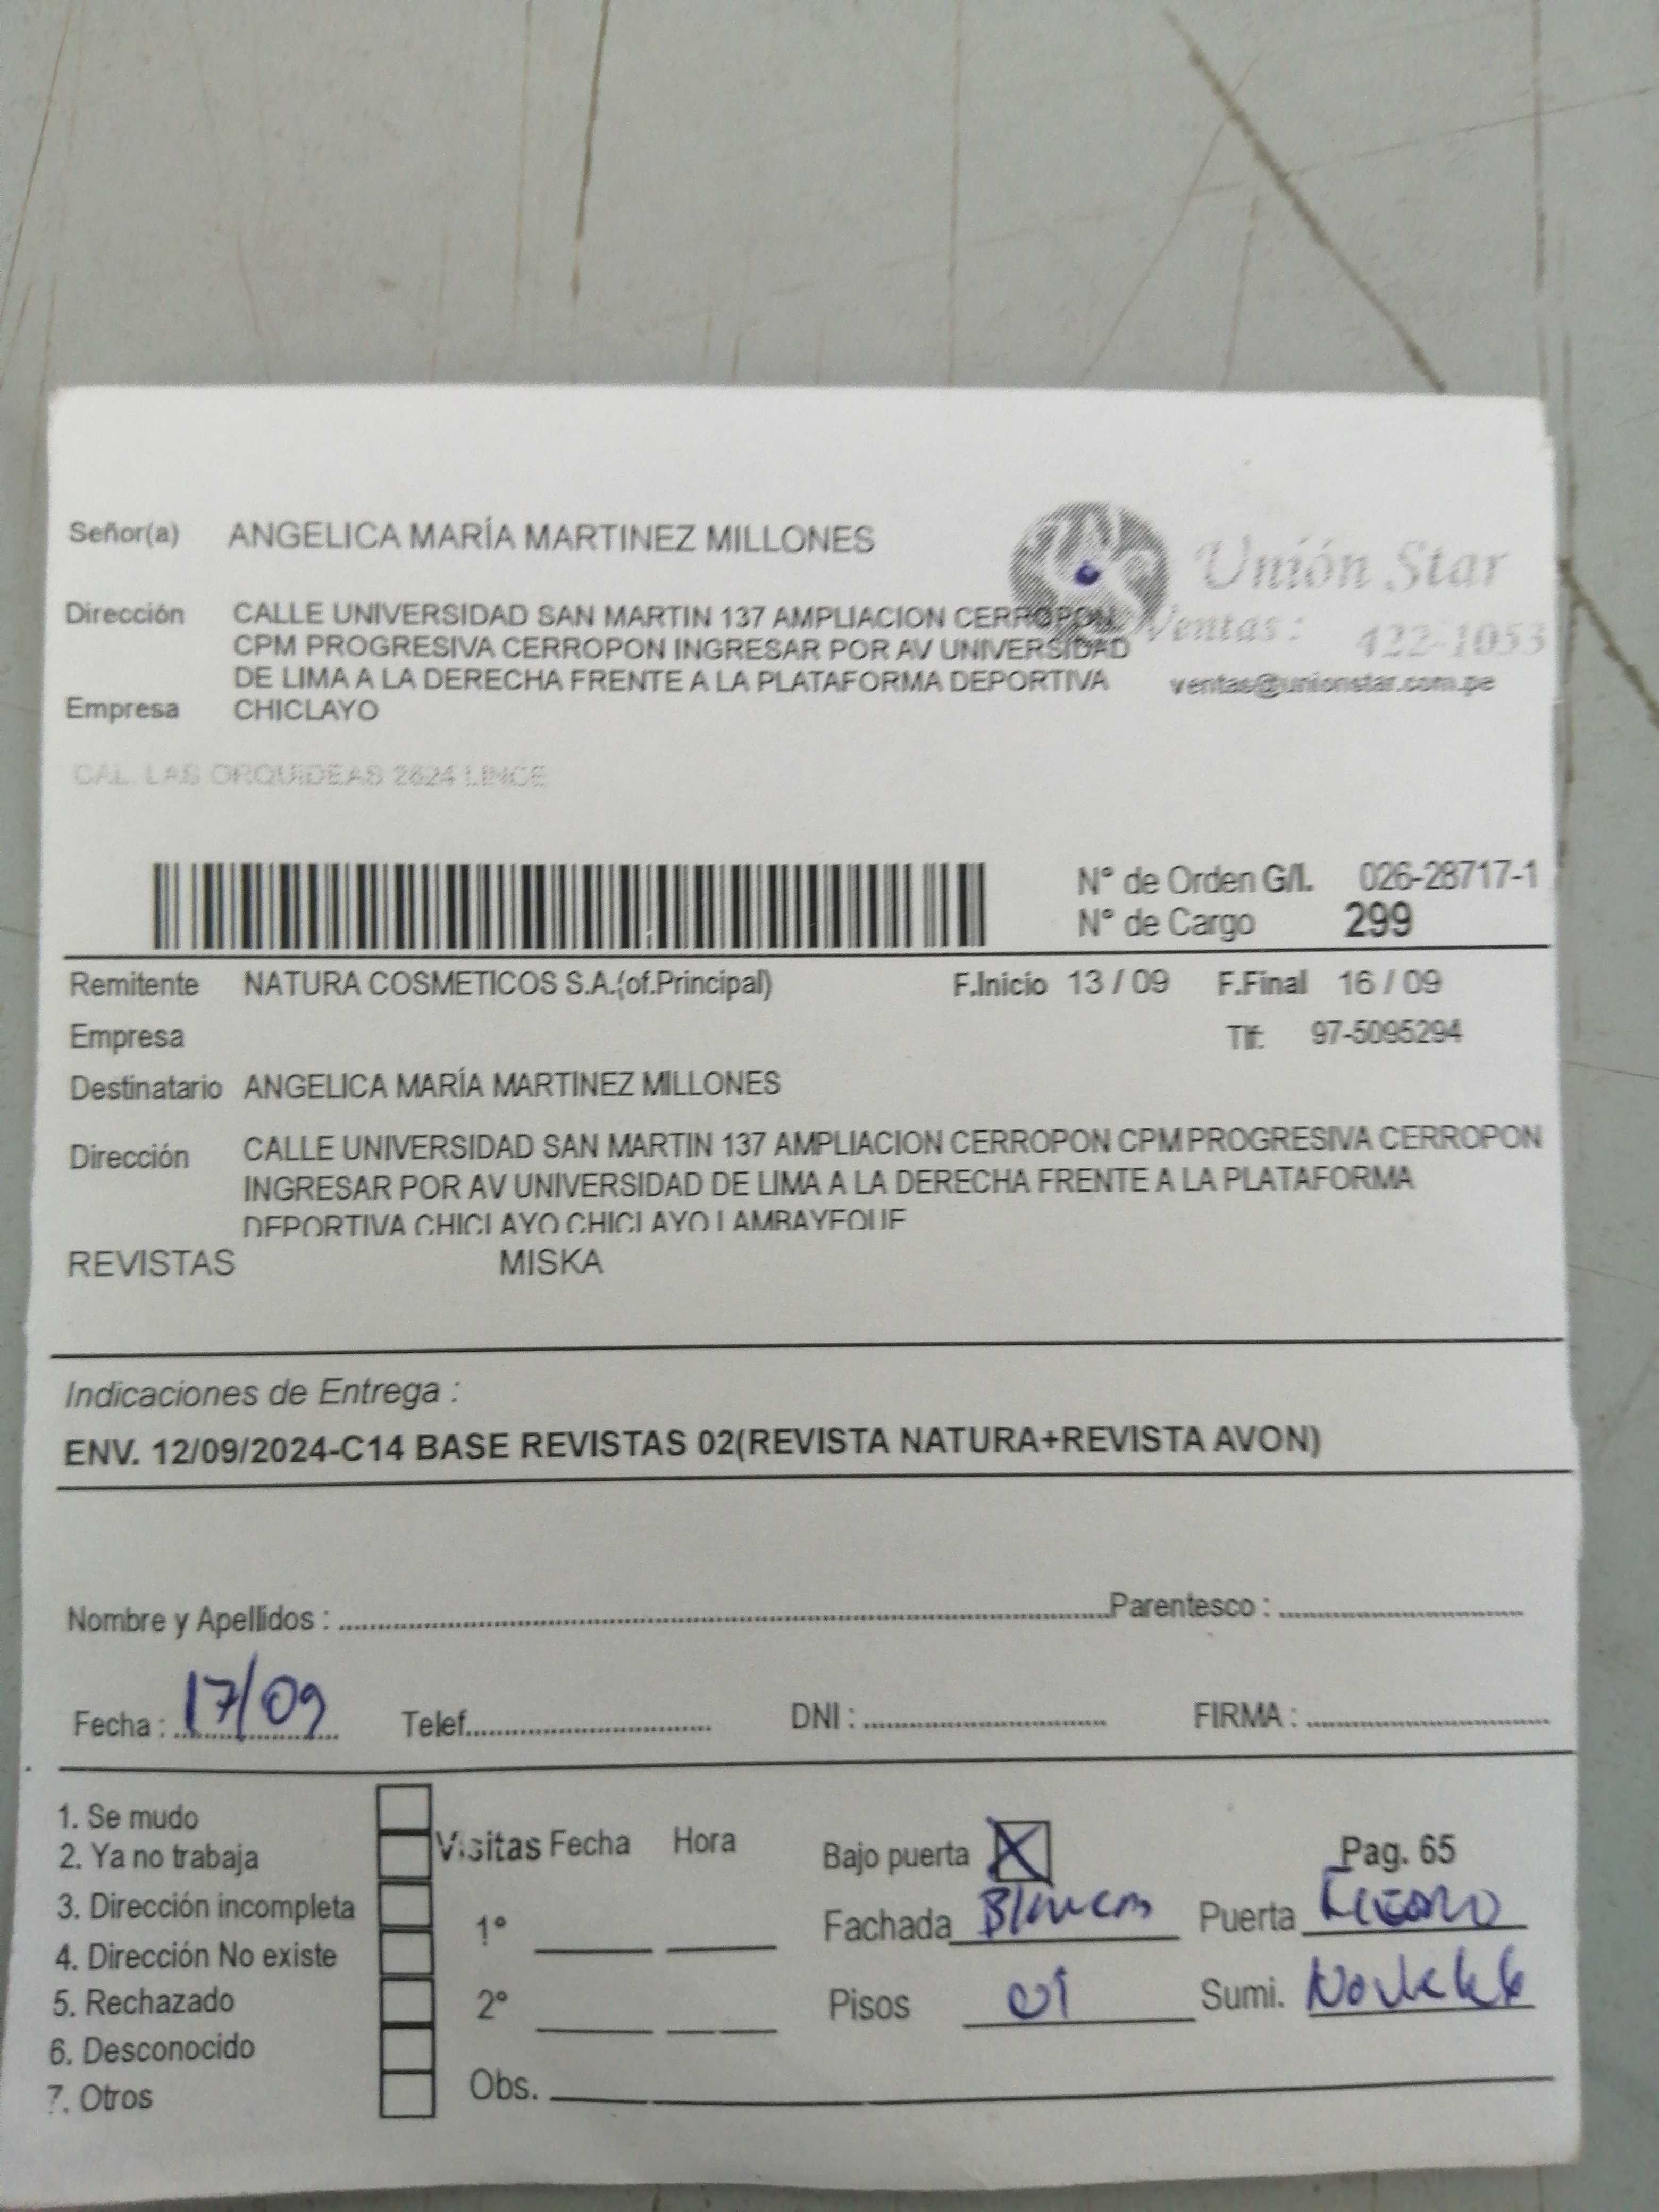 Señor(a) ANGELICA MARÍA MARTINEZ MILLONES
Unión Star
Dirección CALLE UNIVERSIDAD SAN MARTIN 137 AMPLIACION CERROPON
Ventas: 422-1053
CPM PROGRESIVA CERROPON INGRESAR POR AV UNIVERSIDAD
DE LIMA A LA DERECHA FRENTE A LA PLATAFORMA DEPORTIVA
ventas@unionstar.com.pe
Empresa CHICLAYO
CAL. LAS ORQUIDEAS 2624 LINCE
N° de Orden G/I. 026-28717-1
N° de Cargo 299
Remitente NATURA COSMETICOS S.A.(of.Principal) F.Inicio 13 / 09 F.Final 16 / 09
Empresa Tlf: 97-5095294
Destinatario ANGELICA MARÍA MARTINEZ MILLONES
Dirección CALLE UNIVERSIDAD SAN MARTIN 137 AMPLIACION CERROPON CPM PROGRESIVA CERROPON
INGRESAR POR AV UNIVERSIDAD DE LIMA A LA DERECHA FRENTE A LA PLATAFORMA
DEPORTIVA CHICLAYO CHICLAYO LAMBAYEQUE
REVISTAS MISKA
Indicaciones de Entrega :
ENV. 12/09/2024-C14 BASE REVISTAS 02(REVISTA NATURA+REVISTA AVON)
Nombre y Apellidos : Parentesco :
Fecha : 17/09 Telef. DNI : FIRMA :
1. Se mudo
2. Ya no trabaja
3. Dirección incompleta
4. Dirección No existe
5. Rechazado
6. Desconocido
7. Otros
Visitas Fecha Hora
1°
2°
Obs.
Bajo puerta X Pag. 65
Fachada Puerta
Pisos 01 Sumi.